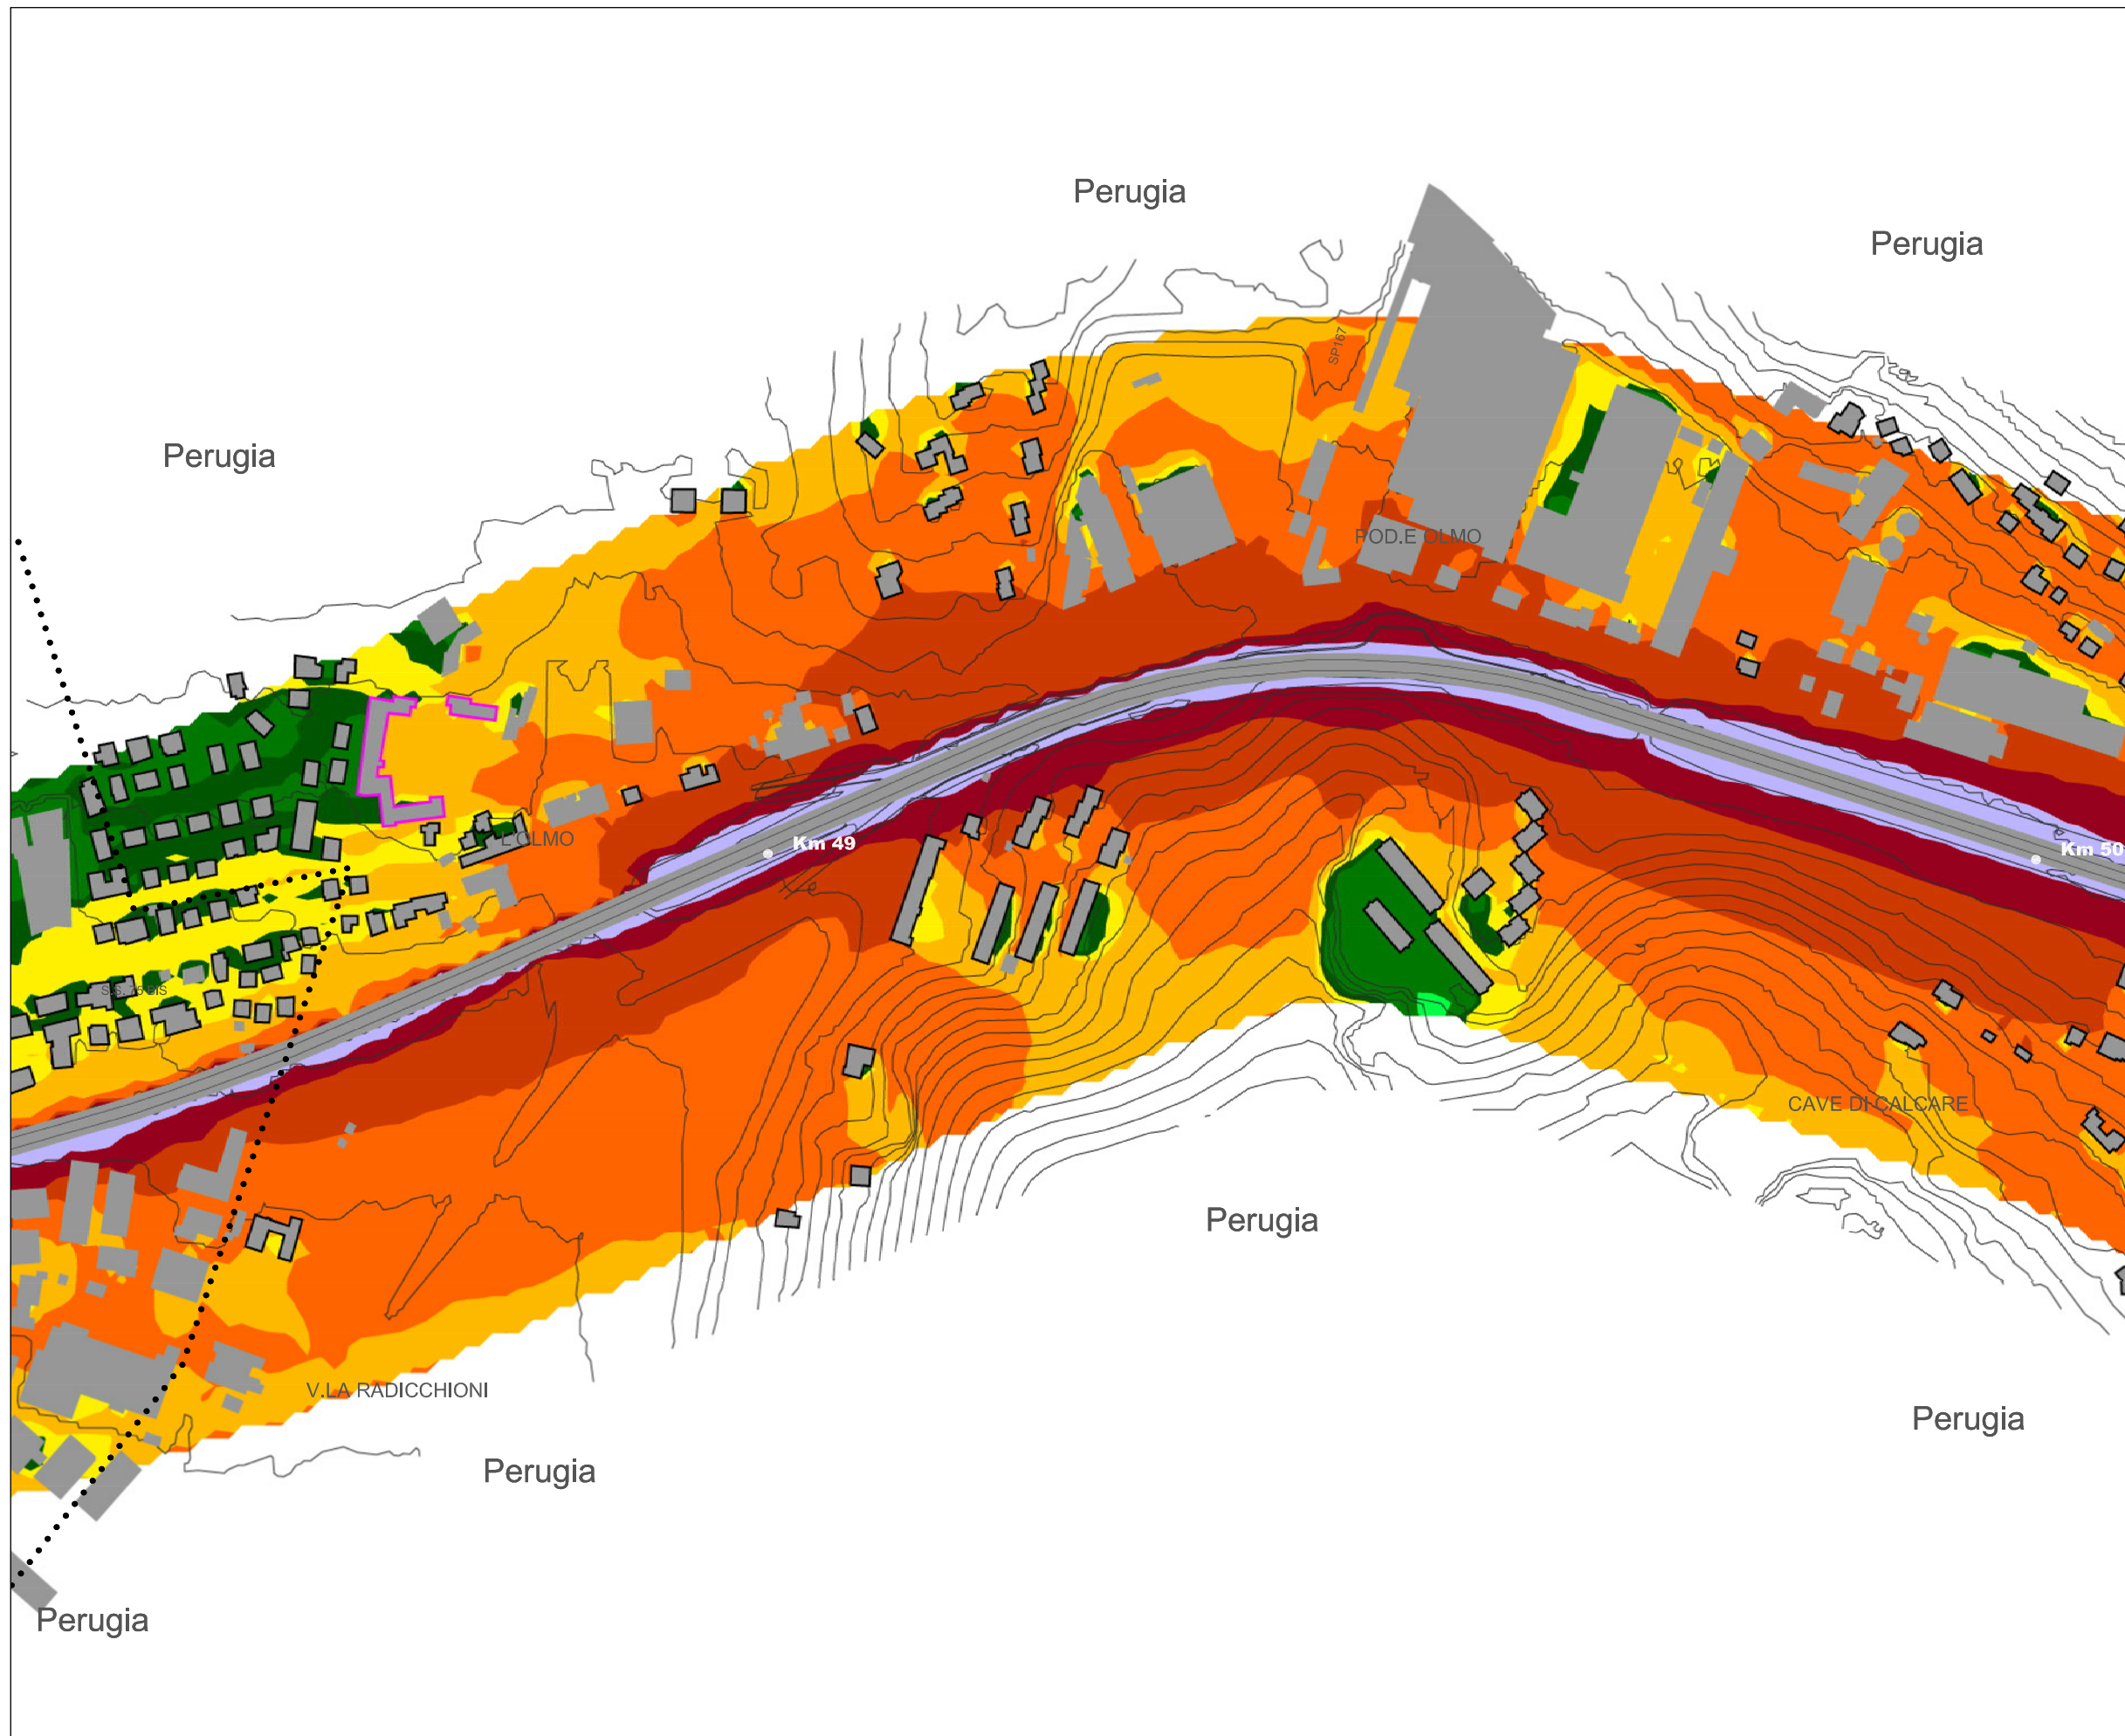 Perugia
Perugia
SP167
Perugia
POD.E OLMO
L'OLMO
Km 49
Km 50
S.S. 75 BIS
CAVE DI CALCARE
Perugia
V.LA RADICCHIONI
Perugia
Perugia
Perugia